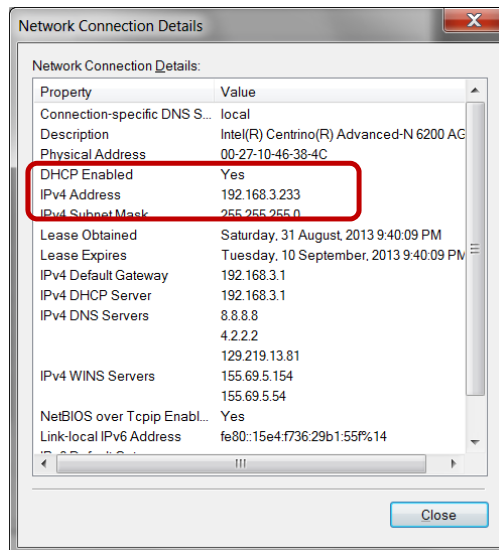 Network Connection Details
Network Connection Details:
Property Value
Connection-specific DNS S... local
Description Intel(R) Centrino(R) Advanced-N 6200 AG
Physical Address 00-27-10-46-38-4C
DHCP Enabled Yes
IPv4 Address 192.168.3.233
IPv4 Subnet Mask 255.255.255.0
Lease Obtained Saturday, 31 August, 2013 9:40:09 PM
Lease Expires Tuesday, 10 September, 2013 9:40:09 PM
IPv4 Default Gateway 192.168.3.1
IPv4 DHCP Server 192.168.3.1
IPv4 DNS Servers 8.8.8.8
4.2.2.2
129.219.13.81
IPv4 WINS Servers 155.69.5.154
155.69.5.54
NetBIOS over Tcpip Enabl... Yes
Link-local IPv6 Address fe80::15e4:f736:29b1:55f%14
Close